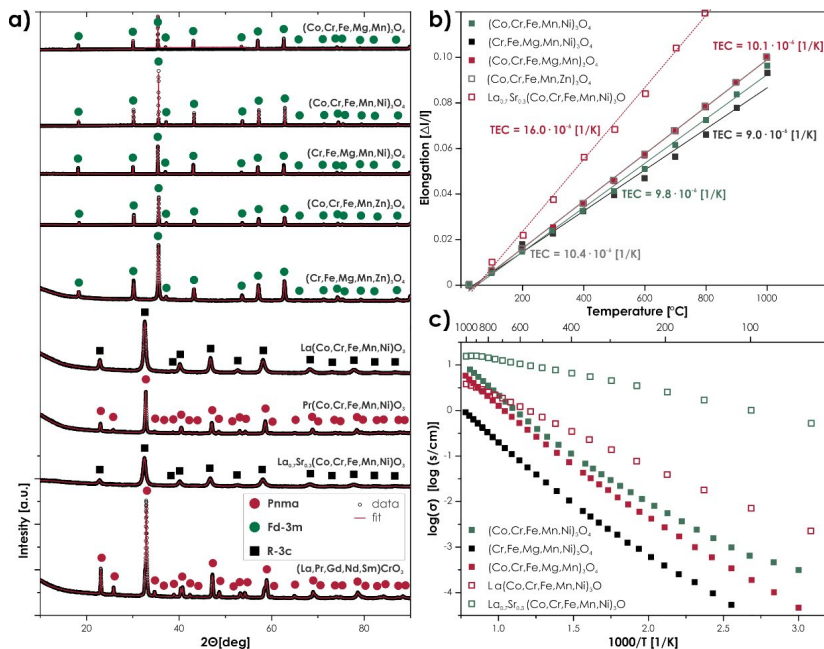 a)
(Co,Cr,Fe,Mg,Mn)₃O₄
(Co,Cr,Fe,Mn,Ni)₃O₄
(Cr,Fe,Mg,Mn,Ni)₃O₄
(Co,Cr,Fe,Mn,Zn)₃O₄
(Cr,Fe,Mg,Mn,Zn)₃O₄
La(Co,Cr,Fe,Mn,Ni)O₃
Pr(Co,Cr,Fe,Mn,Ni)O₃
La₀.₇Sr₀.₃(Co,Cr,Fe,Mn,Ni)O₃
Pnma
Fd-3m
R-3c
data
fit
(La,Pr,Gd,Nd,Sm)CrO₃
Intesity [a.u.]
20 40 60 80
2Θ[deg]
b)
(Co,Cr,Fe,Mn,Ni)₃O₄
(Cr,Fe,Mg,Mn,Ni)₃O₄
(Co,Cr,Fe,Mg,Mn)₃O₄
(Co,Cr,Fe,Mn,Zn)₃O₄
La₀.₇Sr₀.₃(Co,Cr,Fe,Mn,Ni)₃O
TEC = 10.1·10⁻⁶ [1/K]
TEC = 16.0·10⁻⁶ [1/K]
TEC = 9.0·10⁻⁶ [1/K]
TEC = 9.8·10⁻⁶ [1/K]
TEC = 10.4·10⁻⁶ [1/K]
Elongation [Δl/l]
0.10
0.08
0.06
0.04
0.02
0.00
200 400 600 800 1000
Temperature [°C]
c)
1000 800 600 400 200 100
log(σ) [log (s/cm)]
1
0
-1
-2
-3
-4
(Co,Cr,Fe,Mn,Ni)₃O₄
(Cr,Fe,Mg,Mn,Ni)₃O₄
(Co,Cr,Fe,Mg,Mn)₃O₄
La(Co,Cr,Fe,Mn,Ni)₃O
La₀.₇Sr₀.₃(Co,Cr,Fe,Mn,Ni)₃O
1.0 1.5 2.0 2.5 3.0
1000/T [1/K]